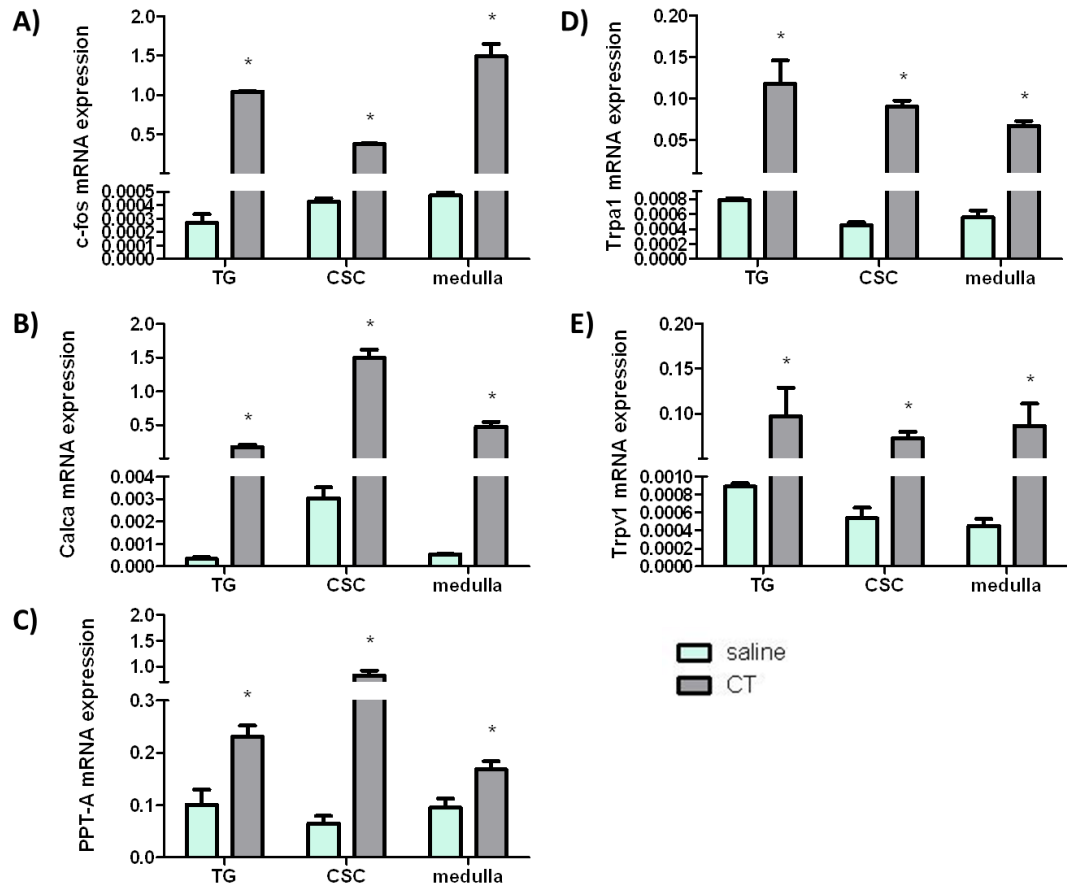 A)
c-fos mRNA expression
2.0
1.5
1.0
0.5
0.0005
0.0004
0.0003
0.0002
0.0001
0.0000
* * *
TG CSC medulla
B)
Calca mRNA expression
2.0
1.5
1.0
0.5
0.004
0.003
0.002
0.001
0.000
* * *
TG CSC medulla
C)
PPT-A mRNA expression
2.0
1.5
1.0
0.3
0.2
0.1
0.0
* * *
TG CSC medulla
D)
Trpa1 mRNA expression
0.20
0.15
0.10
0.05
0.0008
0.0006
0.0004
0.0002
0.0000
* * *
TG CSC medulla
E)
Trpv1 mRNA expression
0.20
0.15
0.10
0.0010
0.0008
0.0006
0.0004
0.0002
0.0000
* * *
TG CSC medulla
saline
CT